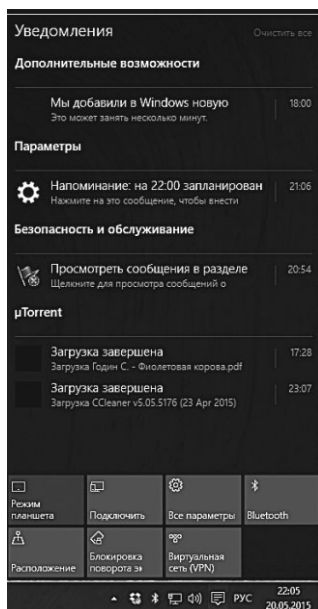 Уведомления
Очистить все
Дополнительные возможности
Мы добавили в Windows новую 18:00
Это может занять несколько минут.
Параметры
Напоминание: на 22:00 запланирован 21:06
Нажмите на это сообщение, чтобы внести
Безопасность и обслуживание
Просмотреть сообщения в разделе 20:54
Щелкните для просмотра сообщений о
µTorrent
Загрузка завершена 17:28
Загрузка Годин С. - Фиолетовая корова.pdf
Загрузка завершена 23:07
Загрузка CCleaner v5.05.5176 (23 Apr 2015)
Режим планшета
Подключить
Все параметры
Bluetooth
Расположение
Блокировка поворота эк
Виртуальная сеть (VPN)
РУС
22:05
20.05.2015